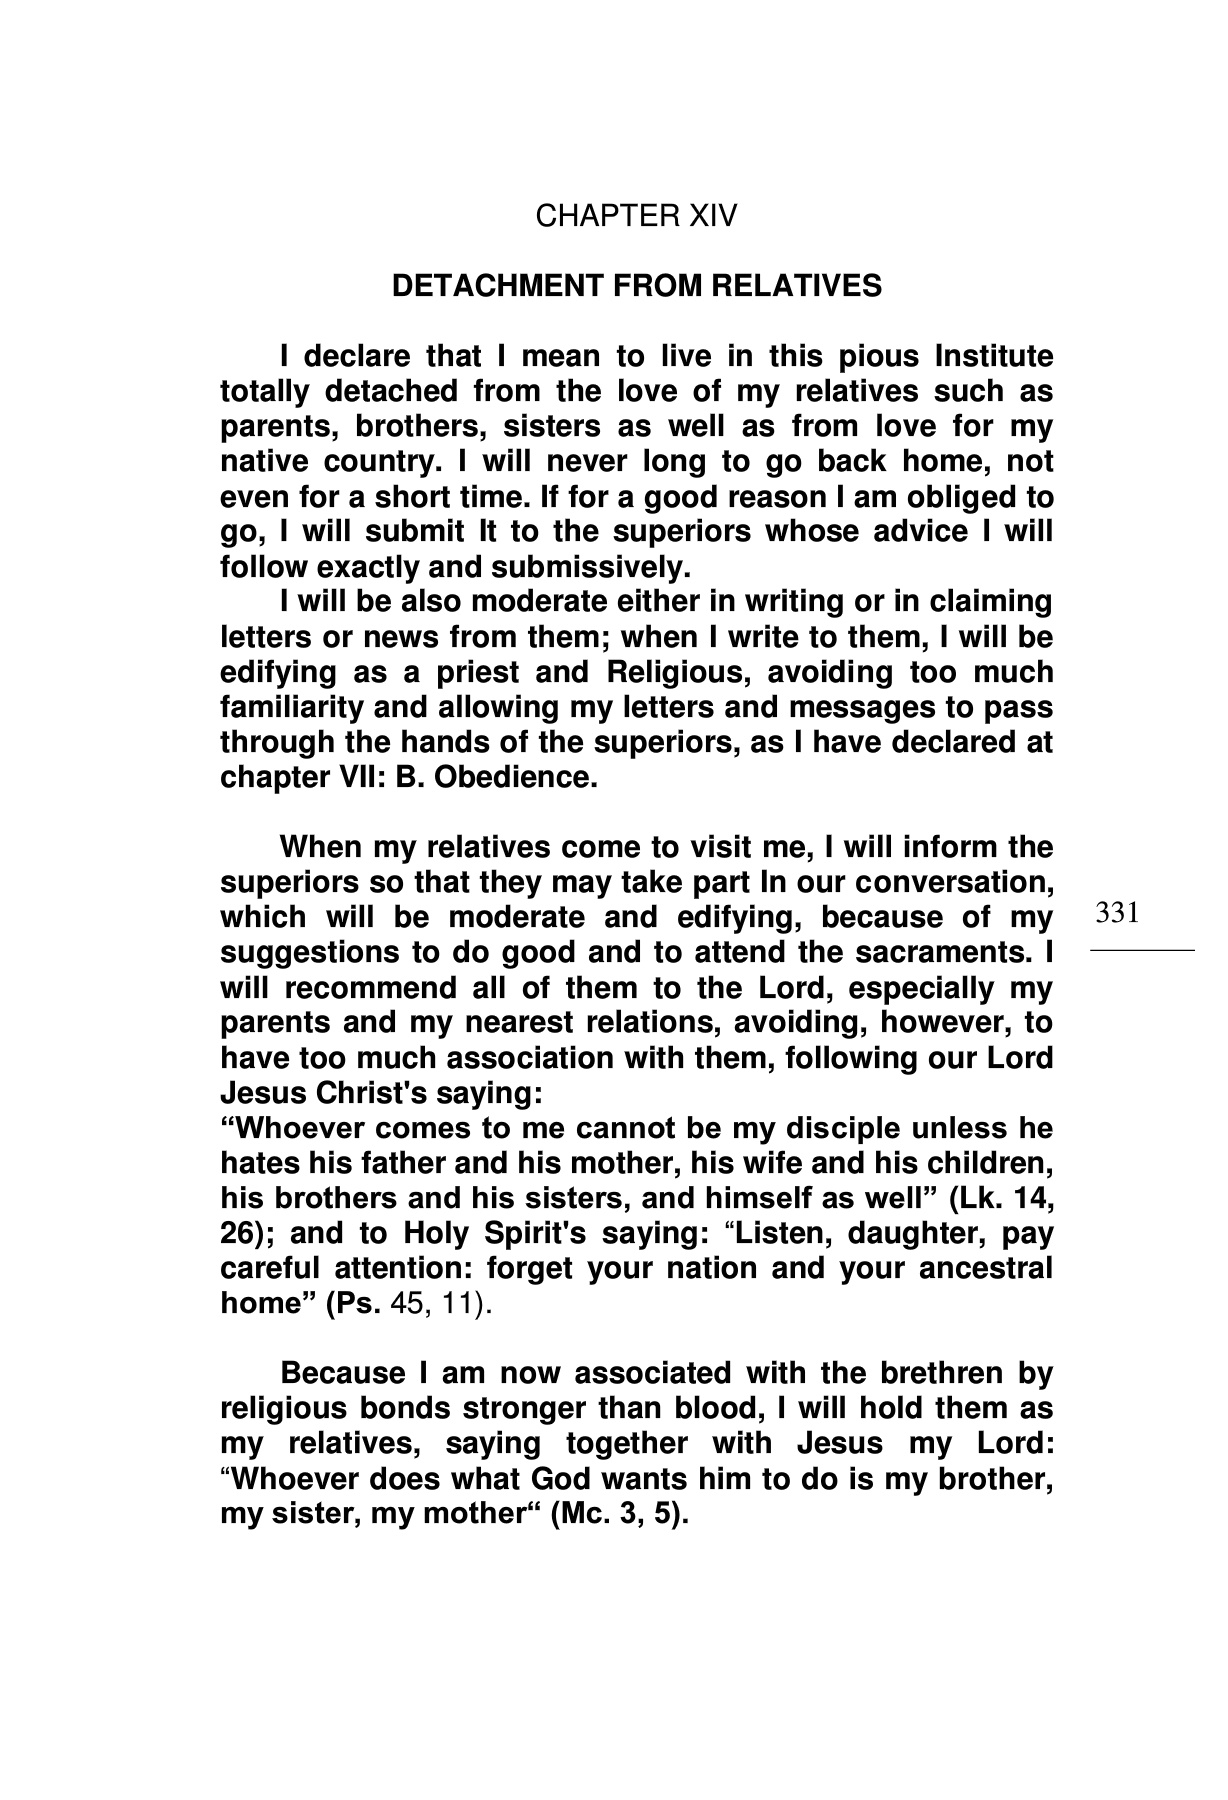 CHAPTER XIV
DETACHMENT FROM RELATIVES
I declare that I mean to live in this pious Institute
totally detached from the love of my relatives such as
parents, brothers, sisters as well as from love for my
native country. I will never long to go back home, not
even for a short time. If for a good reason I am obliged to
go, I will submit It to the superiors whose advice I will
follow exactly and submissively.
I will be also moderate either in writing or in claiming
letters or news from them; when I write to them, I will be
edifying as a priest and Religious, avoiding too much
familiarity and allowing my letters and messages to pass
through the hands of the superiors, as I have declared at
chapter VII: B. Obedience.
When my relatives come to visit me, I will inform the
superiors so that they may take part In our conversation,
which will be moderate and edifying, because of my
suggestions to do good and to attend the sacraments. I
will recommend all of them to the Lord, especially my
parents and my nearest relations, avoiding, however, to
have too much association with them, following our Lord
Jesus Christ's saying:
“Whoever comes to me cannot be my disciple unless he
hates his father and his mother, his wife and his children,
his brothers and his sisters, and himself as well” (Lk. 14,
26); and to Holy Spirit's saying: “Listen, daughter, pay
careful attention: forget your nation and your ancestral
home” (Ps. 45, 11).
Because I am now associated with the brethren by
religious bonds stronger than blood, I will hold them as
my relatives, saying together with Jesus my Lord:
“Whoever does what God wants him to do is my brother,
my sister, my mother“ (Mc. 3, 5).
331